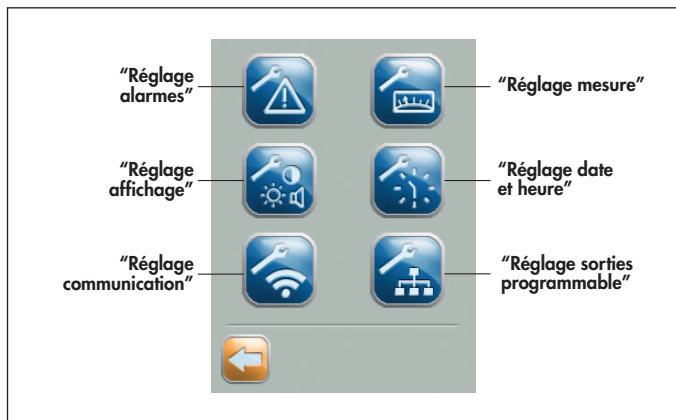 “Réglage
alarmes”
“Réglage mesure”
“Réglage
affichage”
“Réglage date
et heure”
“Réglage
communication”
“Réglage sorties
programmable”